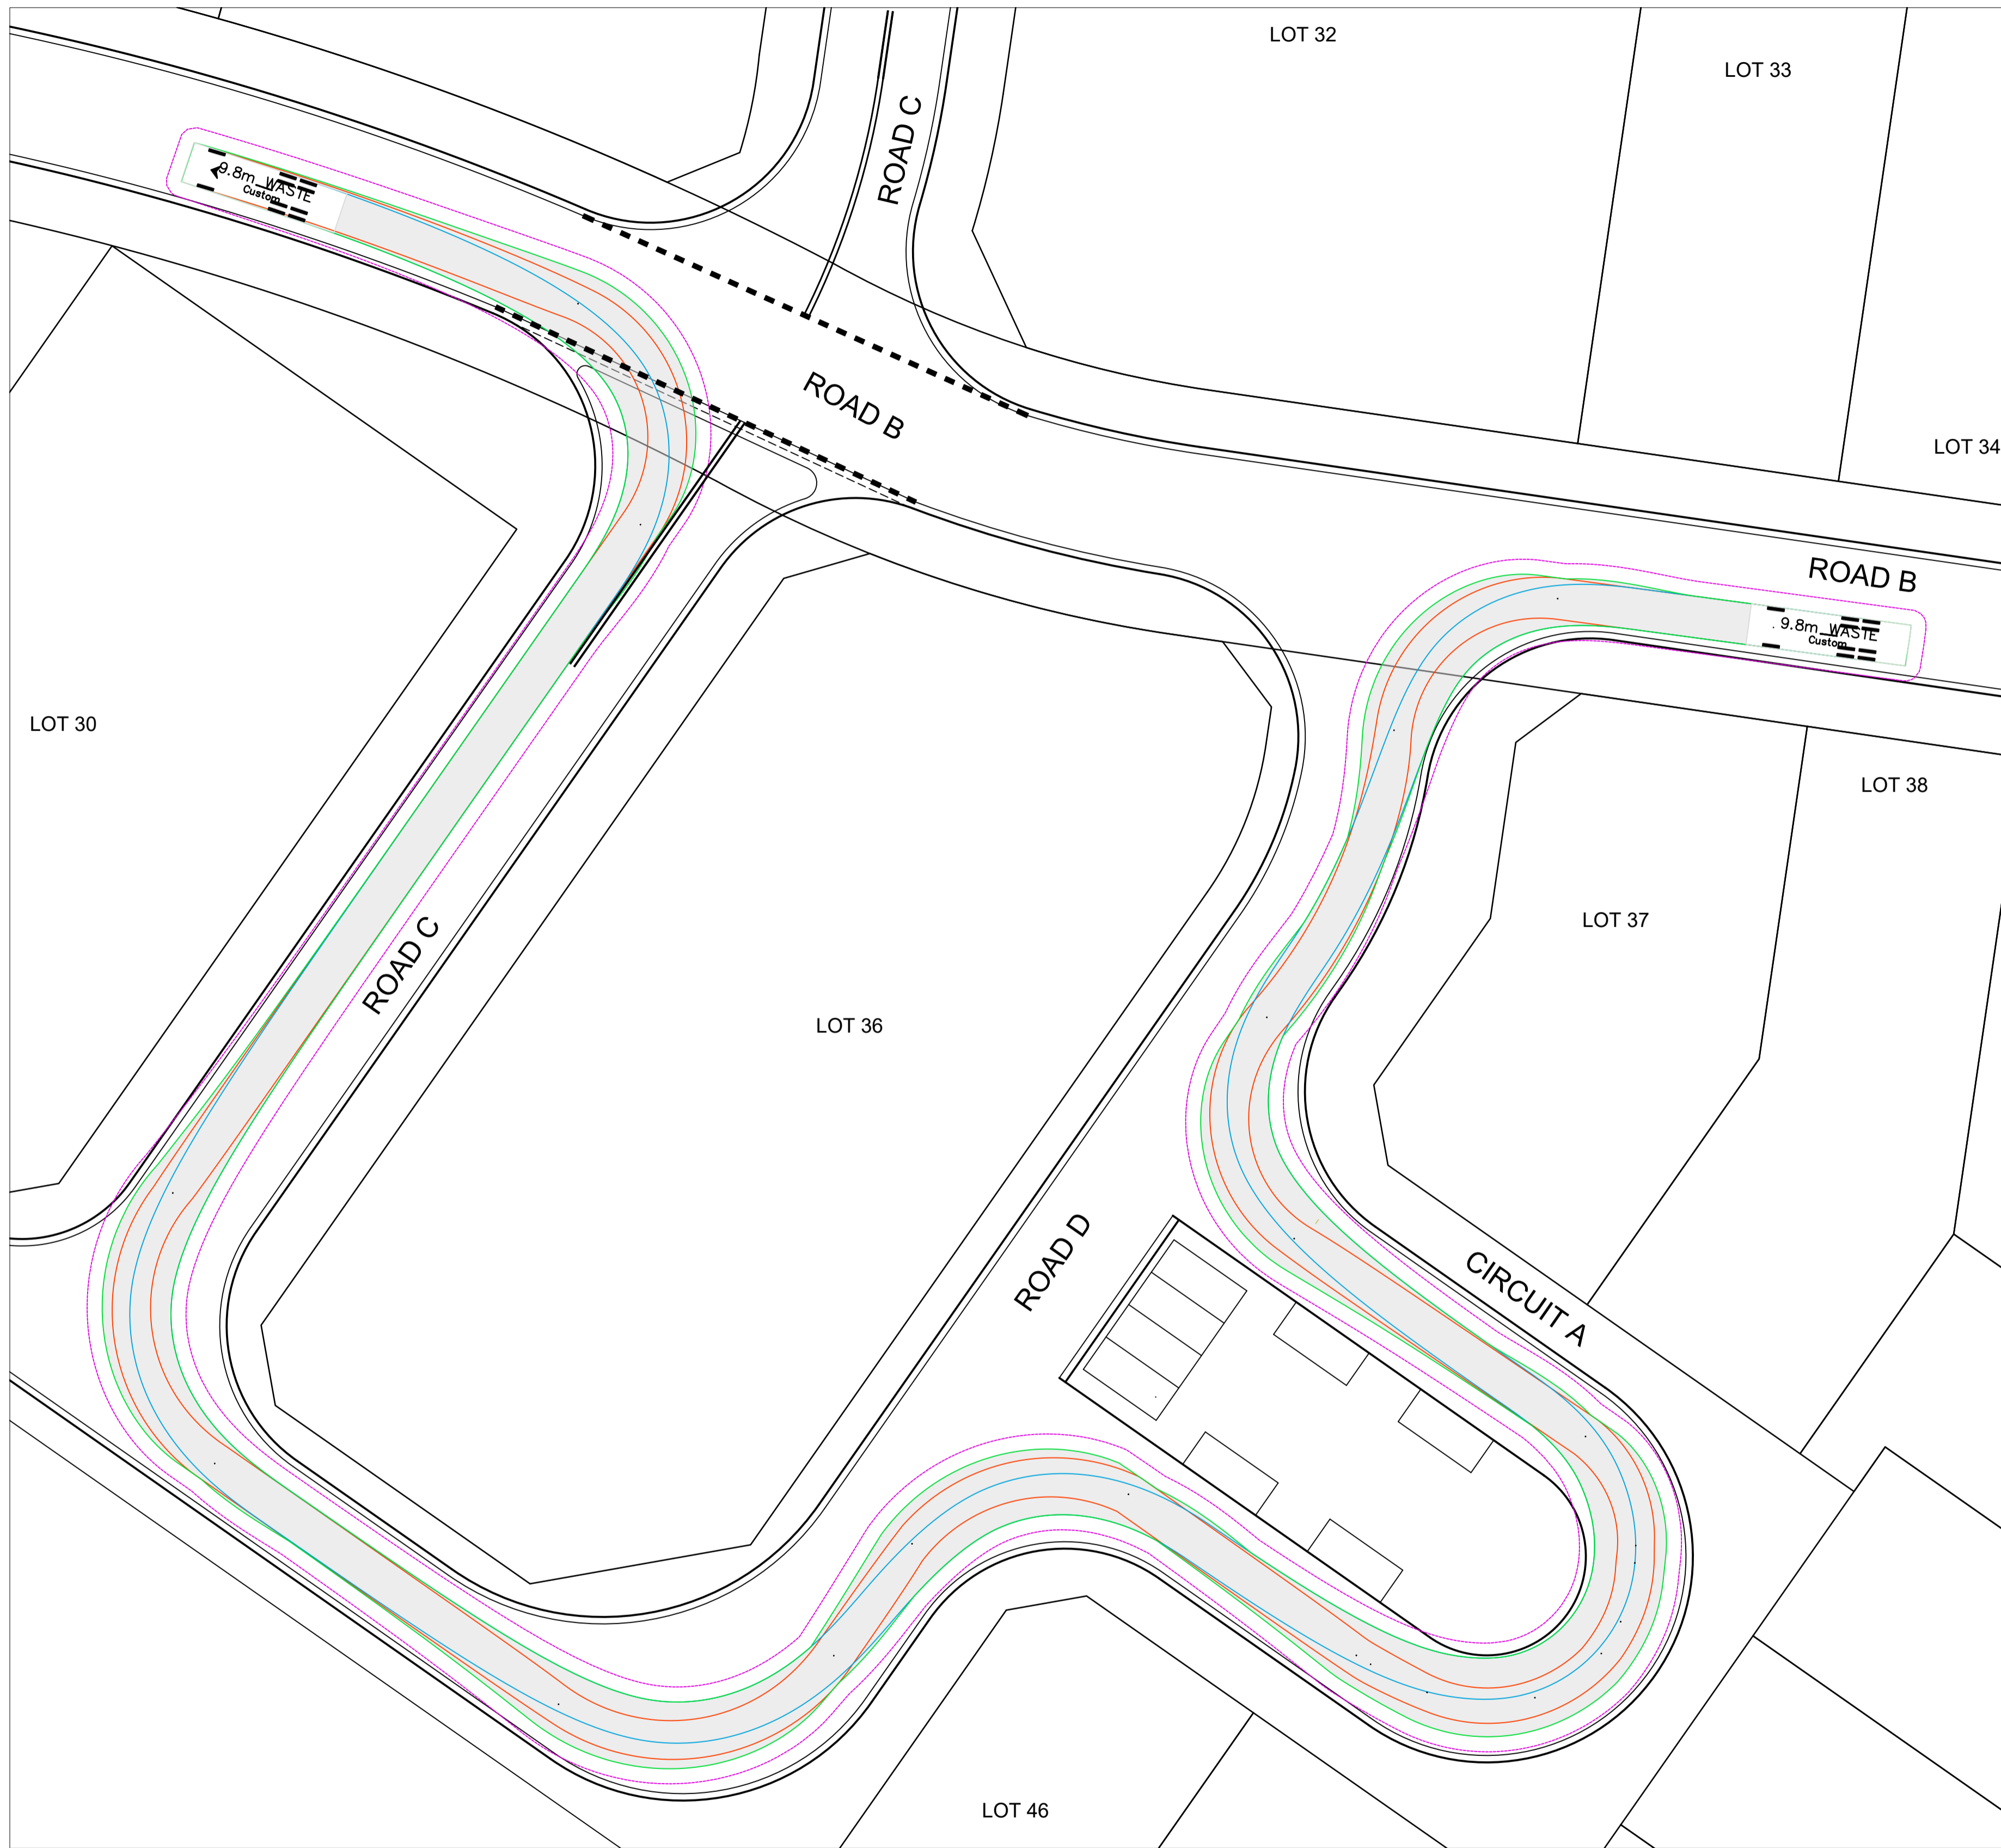 LOT 32
LOT 33
ROAD C
9.8m WASTE
Custom
ROAD B
LOT 34
ROAD B
9.8m WASTE
Custom
LOT 30
LOT 38
LOT 37
ROAD C
LOT 36
ROAD D
CIRCUIT A
LOT 46